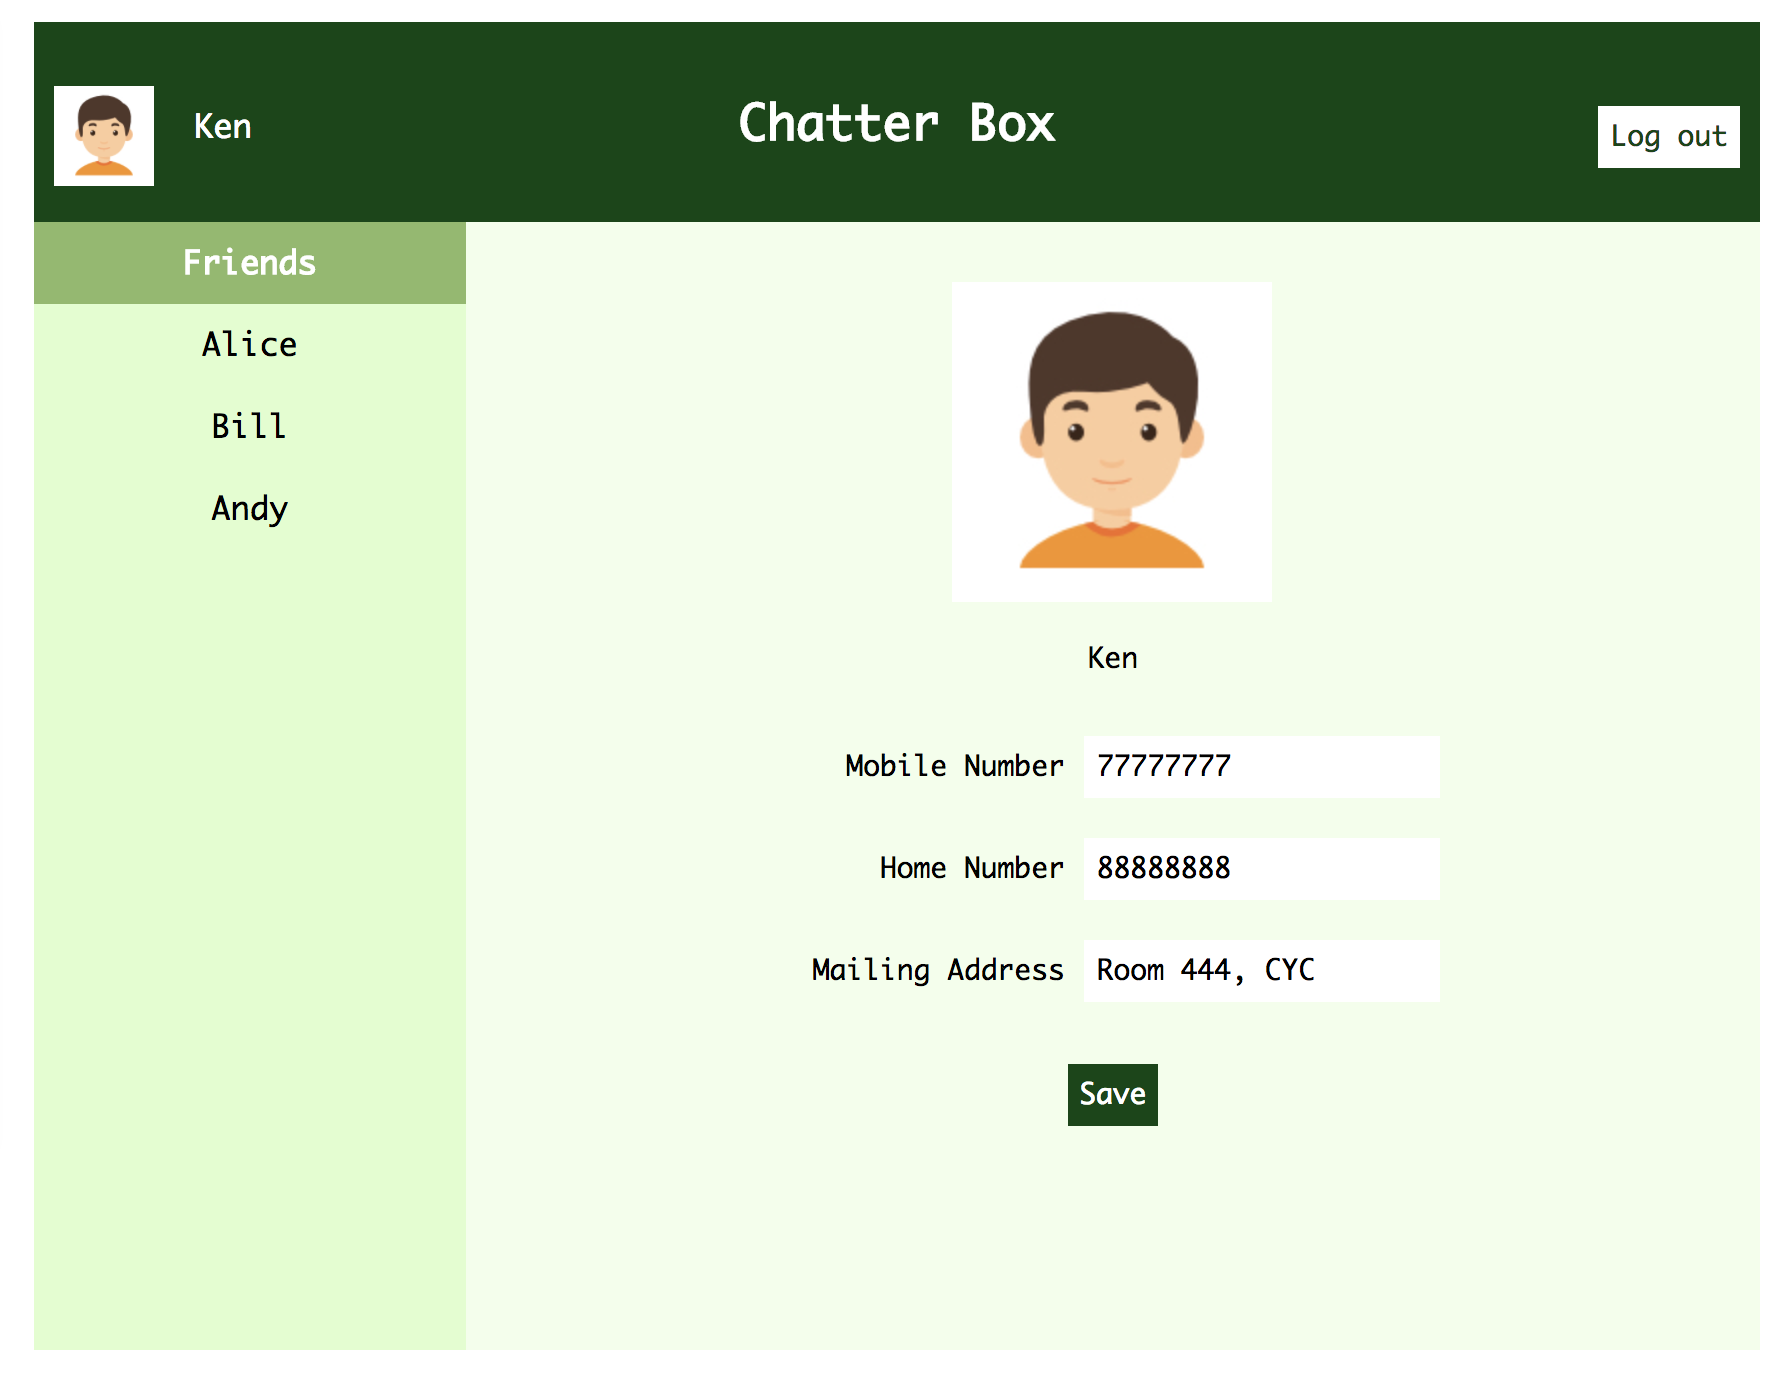 Ken
Chatter Box
Log out
Friends
Alice
Bill
Andy
Ken
Mobile Number 77777777
Home Number 88888888
Mailing Address Room 444, CYC
Save